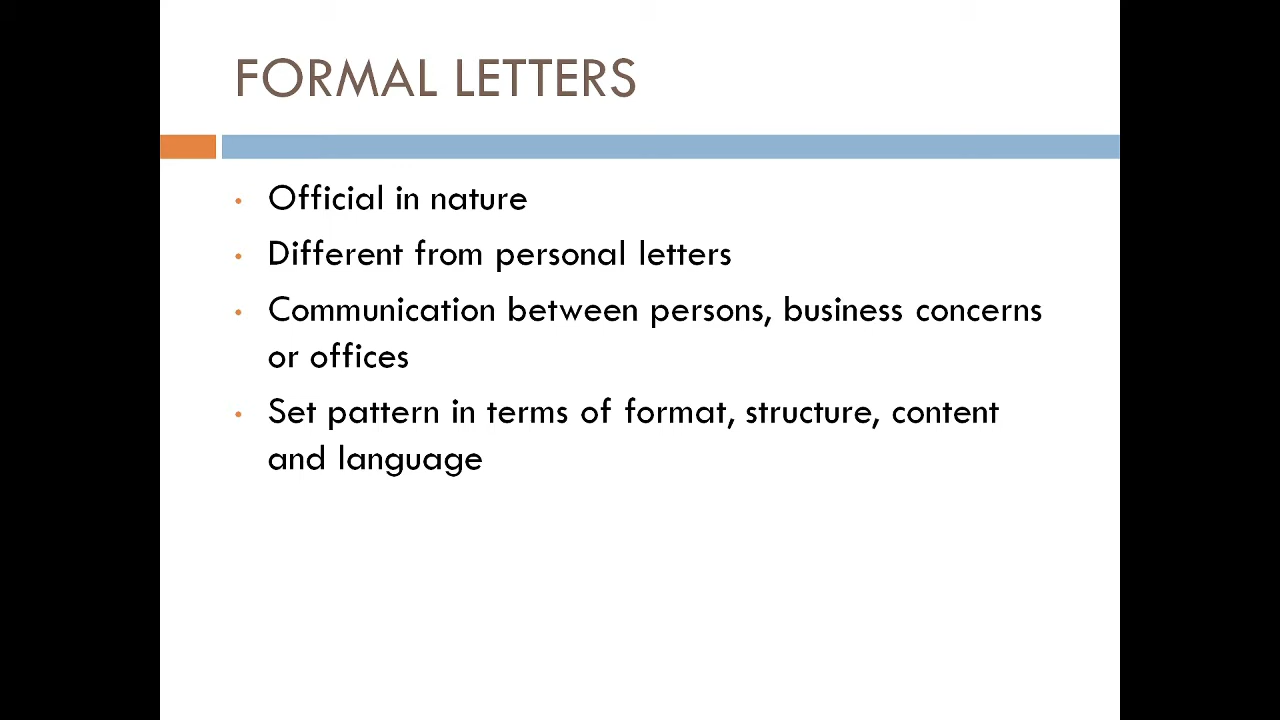 FORMAL LETTERS
• Official in nature
• Different from personal letters
• Communication between persons, business concerns
or offices
• Set pattern in terms of format, structure, content
and language